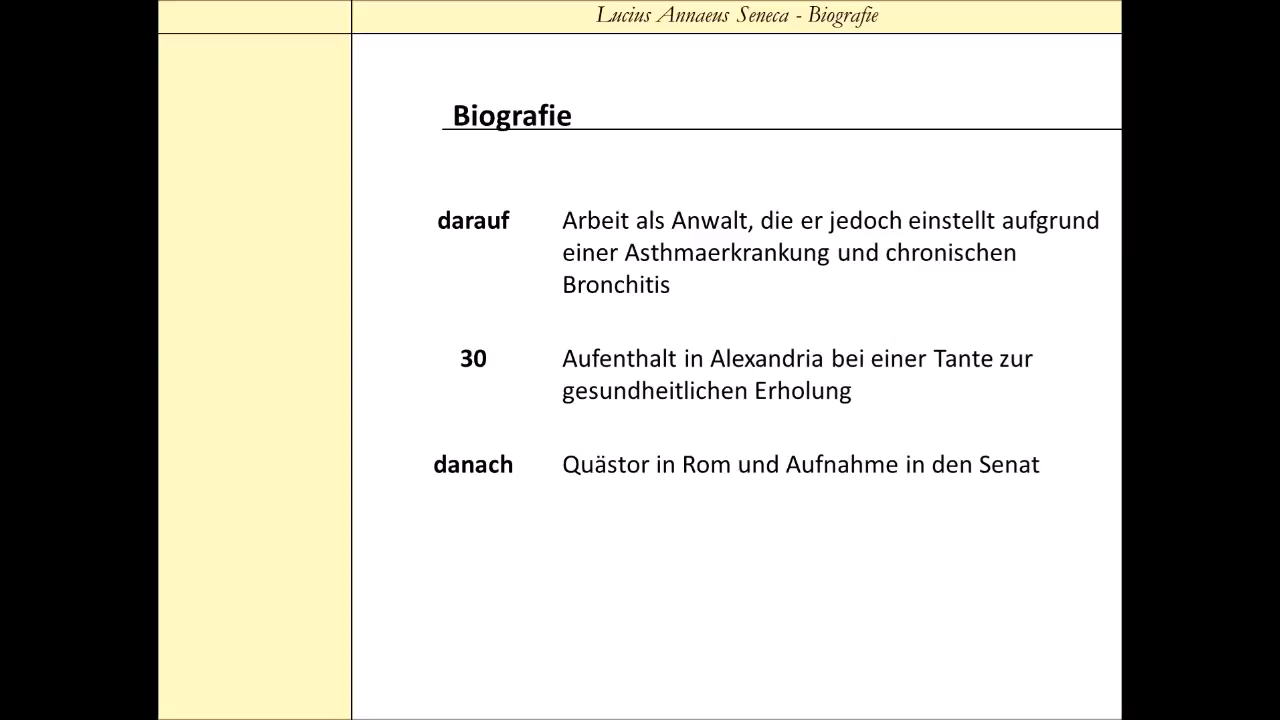 Lucius Annaeus Seneca - Biografie
Biografie
darauf Arbeit als Anwalt, die er jedoch einstellt aufgrund
einer Asthmaerkrankung und chronischen
Bronchitis
30 Aufenthalt in Alexandria bei einer Tante zur
gesundheitlichen Erholung
danach Quästor in Rom und Aufnahme in den Senat